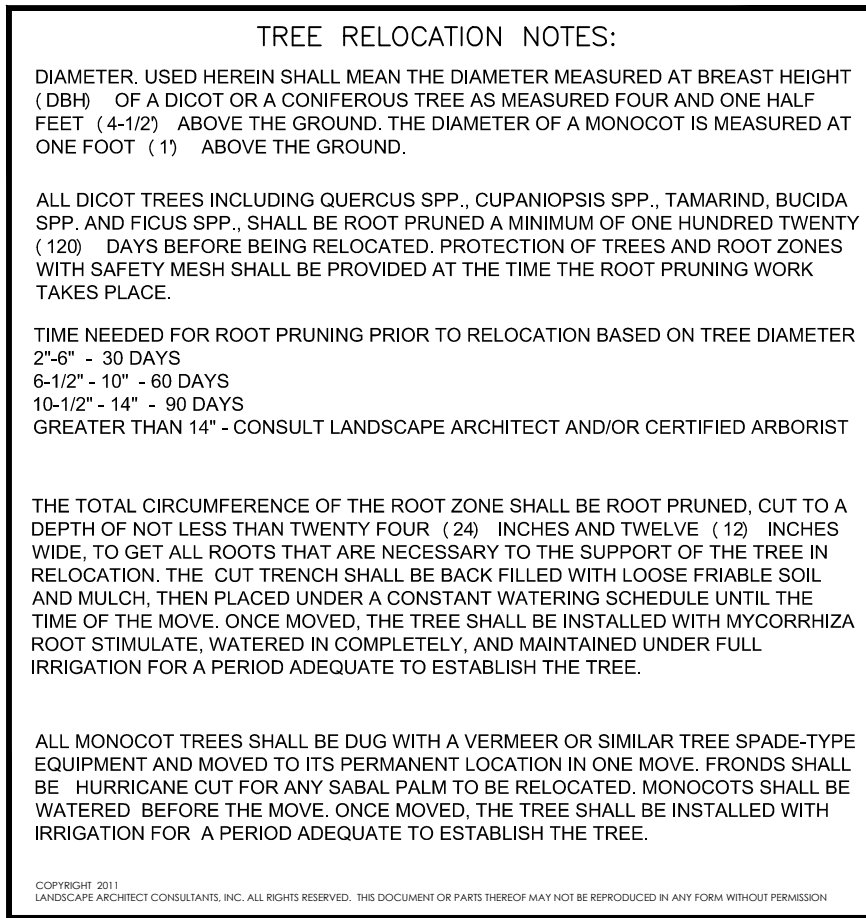 TREE RELOCATION NOTES:
DIAMETER. USED HEREIN SHALL MEAN THE DIAMETER MEASURED AT BREAST HEIGHT
(DBH) OF A DICOT OR A CONIFEROUS TREE AS MEASURED FOUR AND ONE HALF
FEET (4-1/2') ABOVE THE GROUND. THE DIAMETER OF A MONOCOT IS MEASURED AT
ONE FOOT (1') ABOVE THE GROUND.
ALL DICOT TREES INCLUDING QUERCUS SPP., CUPANIOPSIS SPP., TAMARIND, BUCIDA
SPP. AND FICUS SPP., SHALL BE ROOT PRUNED A MINIMUM OF ONE HUNDRED TWENTY
(120) DAYS BEFORE BEING RELOCATED. PROTECTION OF TREES AND ROOT ZONES
WITH SAFETY MESH SHALL BE PROVIDED AT THE TIME THE ROOT PRUNING WORK
TAKES PLACE.
TIME NEEDED FOR ROOT PRUNING PRIOR TO RELOCATION BASED ON TREE DIAMETER
2"-6" - 30 DAYS
6-1/2" - 10" - 60 DAYS
10-1/2" - 14" - 90 DAYS
GREATER THAN 14" - CONSULT LANDSCAPE ARCHITECT AND/OR CERTIFIED ARBORIST
THE TOTAL CIRCUMFERENCE OF THE ROOT ZONE SHALL BE ROOT PRUNED, CUT TO A
DEPTH OF NOT LESS THAN TWENTY FOUR (24) INCHES AND TWELVE (12) INCHES
WIDE, TO GET ALL ROOTS THAT ARE NECESSARY TO THE SUPPORT OF THE TREE IN
RELOCATION. THE CUT TRENCH SHALL BE BACK FILLED WITH LOOSE FRIABLE SOIL
AND MULCH, THEN PLACED UNDER A CONSTANT WATERING SCHEDULE UNTIL THE
TIME OF THE MOVE. ONCE MOVED, THE TREE SHALL BE INSTALLED WITH MYCORRHIZA
ROOT STIMULATE, WATERED IN COMPLETELY, AND MAINTAINED UNDER FULL
IRRIGATION FOR A PERIOD ADEQUATE TO ESTABLISH THE TREE.
ALL MONOCOT TREES SHALL BE DUG WITH A VERMEER OR SIMILAR TREE SPADE-TYPE
EQUIPMENT AND MOVED TO ITS PERMANENT LOCATION IN ONE MOVE. FRONDS SHALL
BE HURRICANE CUT FOR ANY SABAL PALM TO BE RELOCATED. MONOCOTS SHALL BE
WATERED BEFORE THE MOVE. ONCE MOVED, THE TREE SHALL BE INSTALLED WITH
IRRIGATION FOR A PERIOD ADEQUATE TO ESTABLISH THE TREE.
COPYRIGHT 2011
LANDSCAPE ARCHITECT CONSULTANTS, INC. ALL RIGHTS RESERVED. THIS DOCUMENT OR PARTS THEREOF MAY NOT BE REPRODUCED IN ANY FORM WITHOUT PERMISSION